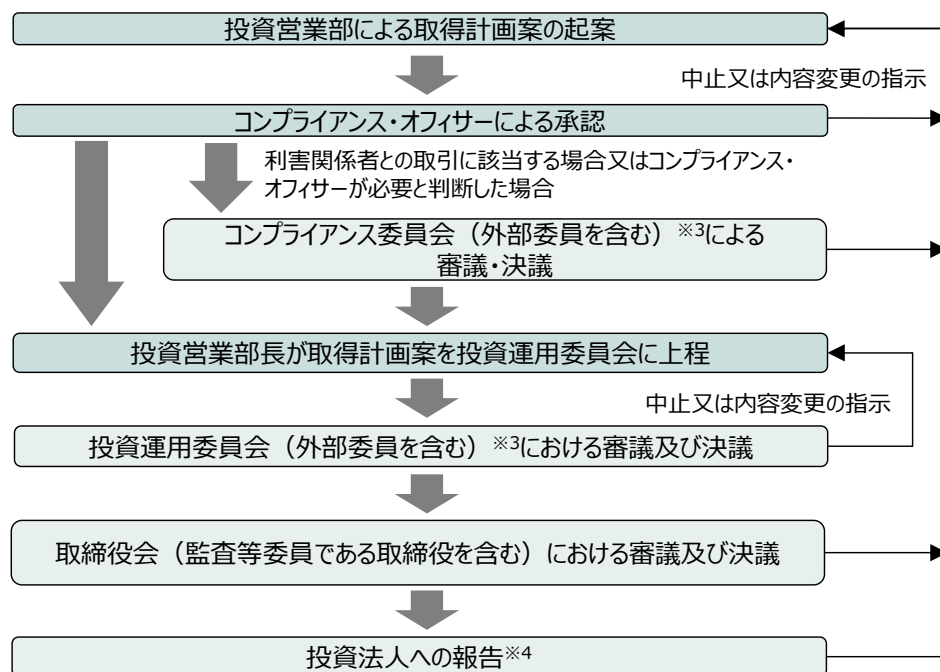 投資営業部による取得計画案の起案
中止又は内容変更の指示
コンプライアンス・オフィサーによる承認
利害関係者との取引に該当する場合又はコンプライアンス・
オフィサーが必要と判断した場合
コンプライアンス委員会（外部委員を含む）※3による
審議・決議
投資営業部長が取得計画案を投資運用委員会に上程
中止又は内容変更の指示
投資運用委員会（外部委員を含む）※3における審議及び決議
取締役会（監査等委員である取締役を含む）における審議及び決議
投資法人への報告※4